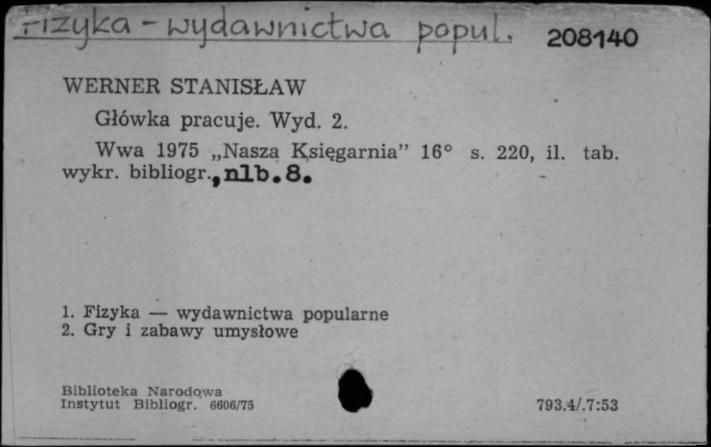 Fizyka - wydawnictwa popul. 208140
WERNER STANISŁAW
Główka pracuje. Wyd. 2.
Wwa 1975 „Nasza Księgarnia” 16° s. 220, il. tab.
wykr. bibliogr., nlb. 8.
1. Fizyka — wydawnictwa popularne
2. Gry i zabawy umysłowe
Biblioteka Narodowa
Instytut Bibliogr. 6606/75 793.4/.7:53